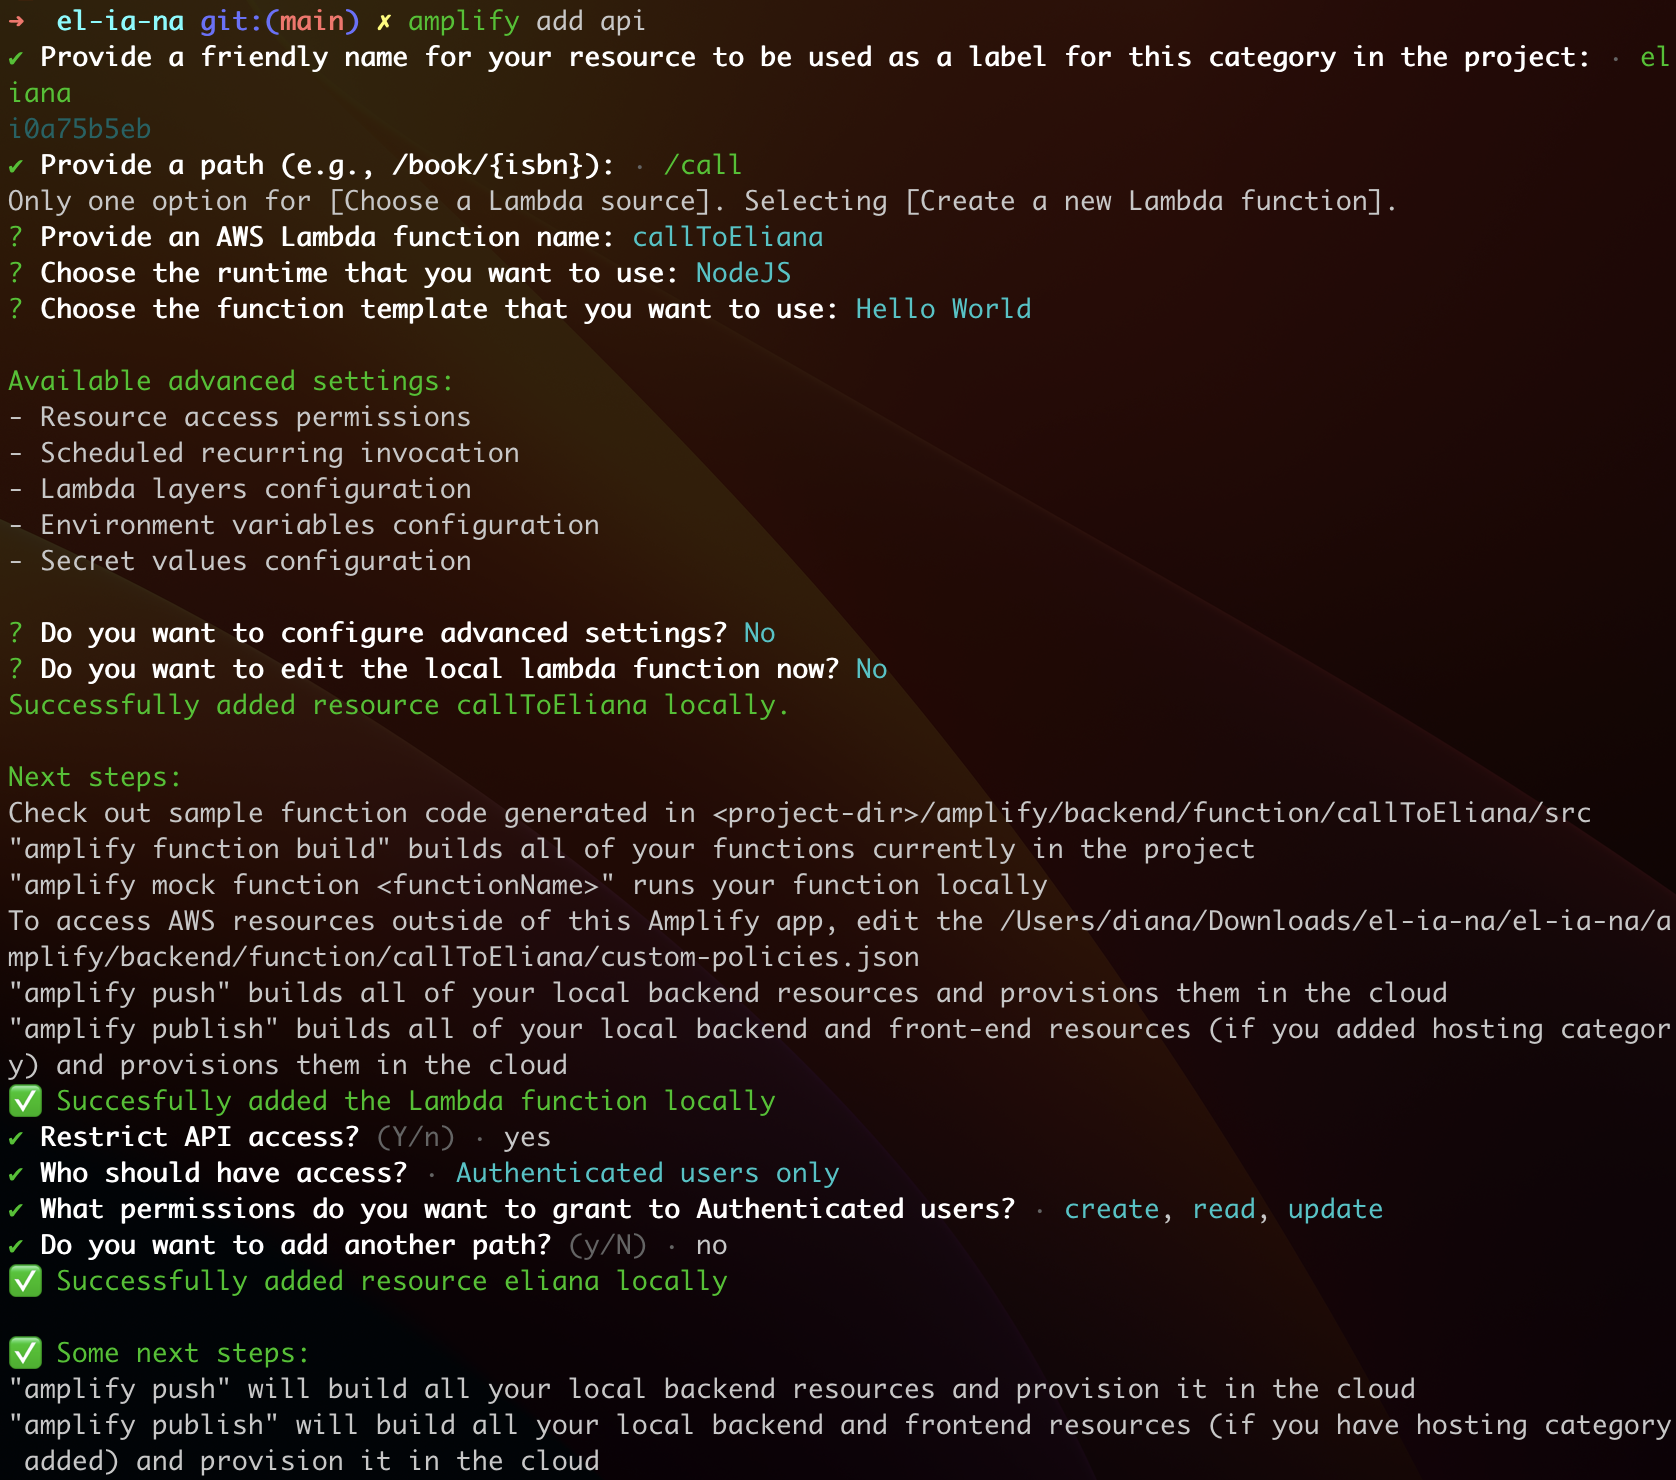 → el-ia-na git:(main) ✗ amplify add api
✔ Provide a friendly name for your resource to be used as a label for this category in the project: · el
iana
i0a75b5eb
✔ Provide a path (e.g., /book/{isbn}): · /call
Only one option for [Choose a Lambda source]. Selecting [Create a new Lambda function].
? Provide an AWS Lambda function name: callToEliana
? Choose the runtime that you want to use: NodeJS
? Choose the function template that you want to use: Hello World
Available advanced settings:
- Resource access permissions
- Scheduled recurring invocation
- Lambda layers configuration
- Environment variables configuration
- Secret values configuration
? Do you want to configure advanced settings? No
? Do you want to edit the local lambda function now? No
Successfully added resource callToEliana locally.
Next steps:
Check out sample function code generated in <project-dir>/amplify/backend/function/callToEliana/src
"amplify function build" builds all of your functions currently in the project
"amplify mock function <functionName>" runs your function locally
To access AWS resources outside of this Amplify app, edit the /Users/diana/Downloads/el-ia-na/el-ia-na/a
mplify/backend/function/callToEliana/custom-policies.json
"amplify push" builds all of your local backend resources and provisions them in the cloud
"amplify publish" builds all of your local backend and front-end resources (if you added hosting categor
y) and provisions them in the cloud
✅ Succesfully added the Lambda function locally
✔ Restrict API access? (Y/n) · yes
✔ Who should have access? · Authenticated users only
✔ What permissions do you want to grant to Authenticated users? · create, read, update
✔ Do you want to add another path? (y/N) · no
✅ Successfully added resource eliana locally
✅ Some next steps:
"amplify push" will build all your local backend resources and provision it in the cloud
"amplify publish" will build all your local backend and frontend resources (if you have hosting category
added) and provision it in the cloud